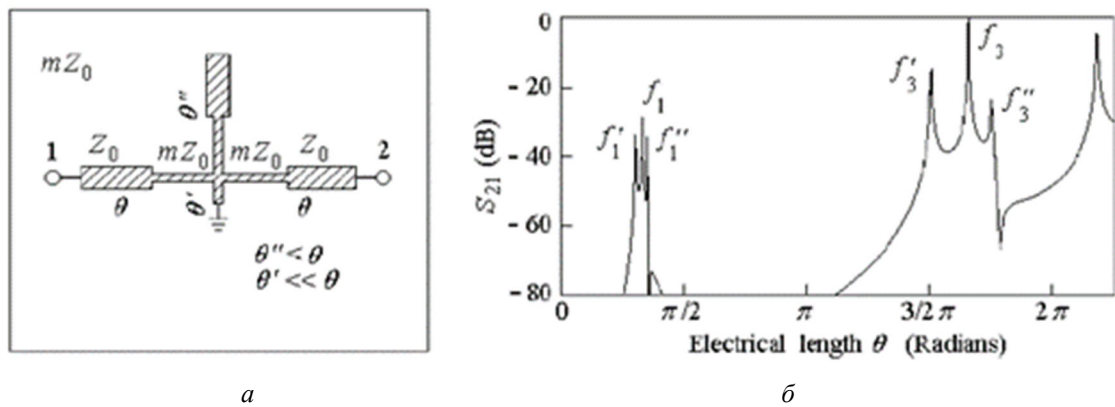 mZ₀
θ''
1 Z₀ mZ₀ mZ₀ Z₀ 2
θ θ' θ
θ'' < θ
θ' << θ
S₂₁ (dB)
0
− 20
− 40
− 60
− 80
f₁' f₁ f₁''
f₃' f₃ f₃''
0 π/2 π 3/2 π 2π
Electrical length θ (Radians)
а б